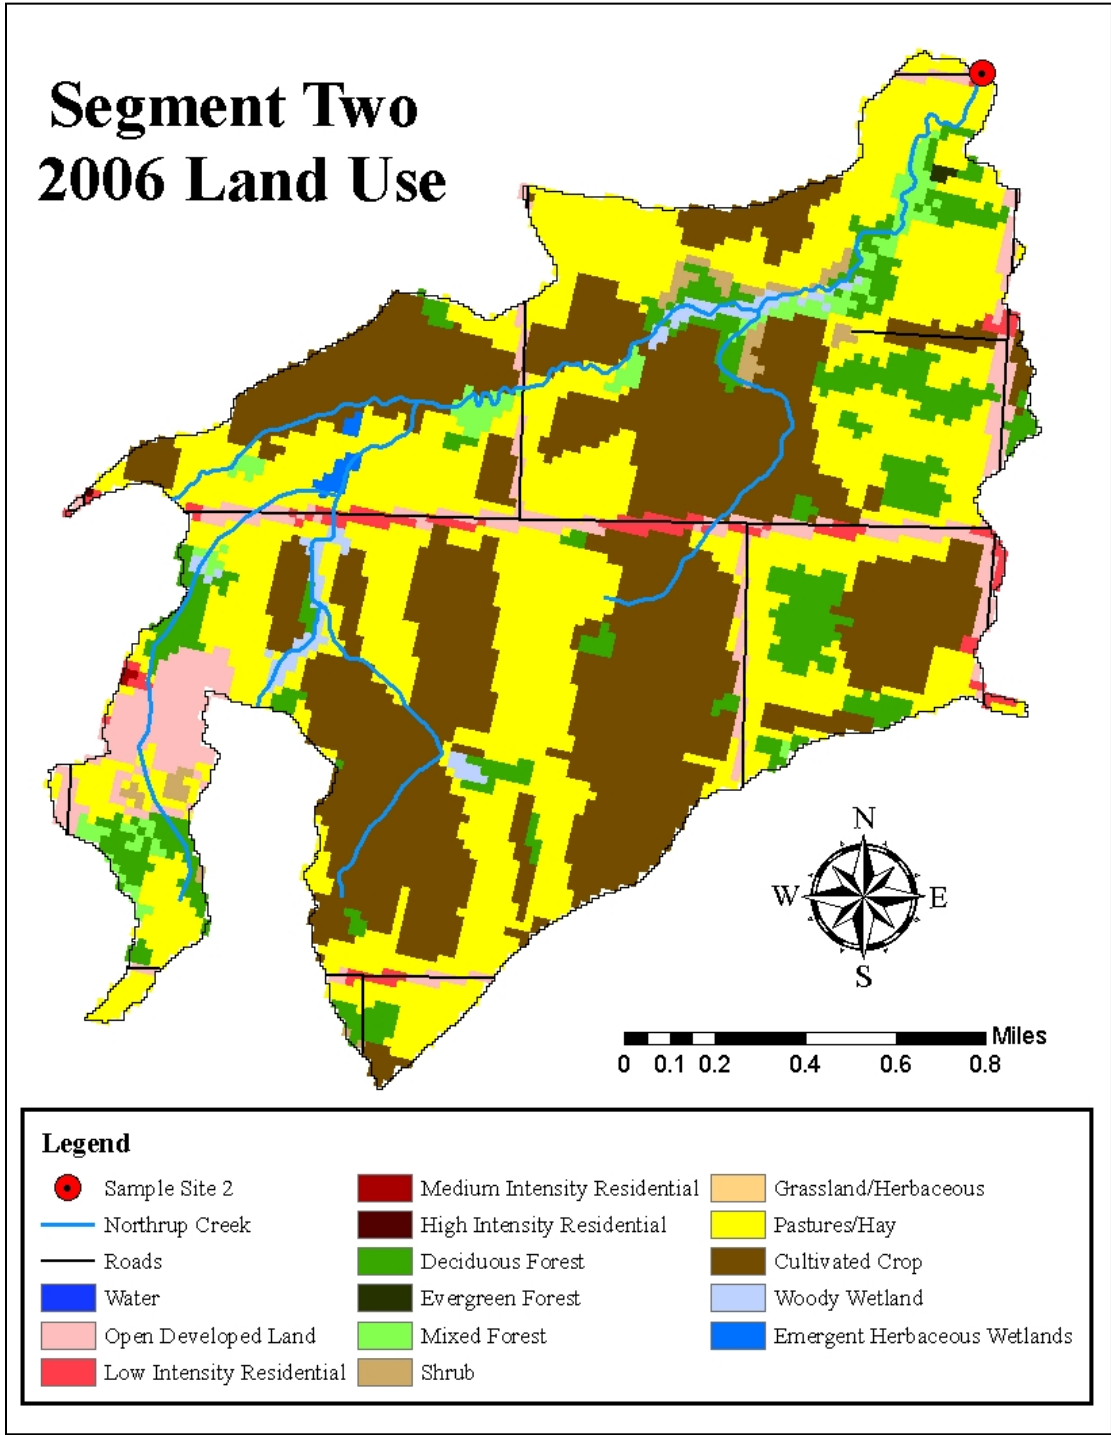 Segment Two
2006 Land Use
N
W
E
S
Miles
0 0.1 0.2 0.4 0.6 0.8
Legend
Sample Site 2
Northrup Creek
Roads
Water
Open Developed Land
Low Intensity Residential
Medium Intensity Residential
High Intensity Residential
Deciduous Forest
Evergreen Forest
Mixed Forest
Shrub
Grassland/Herbaceous
Pastures/Hay
Cultivated Crop
Woody Wetland
Emergent Herbaceous Wetlands